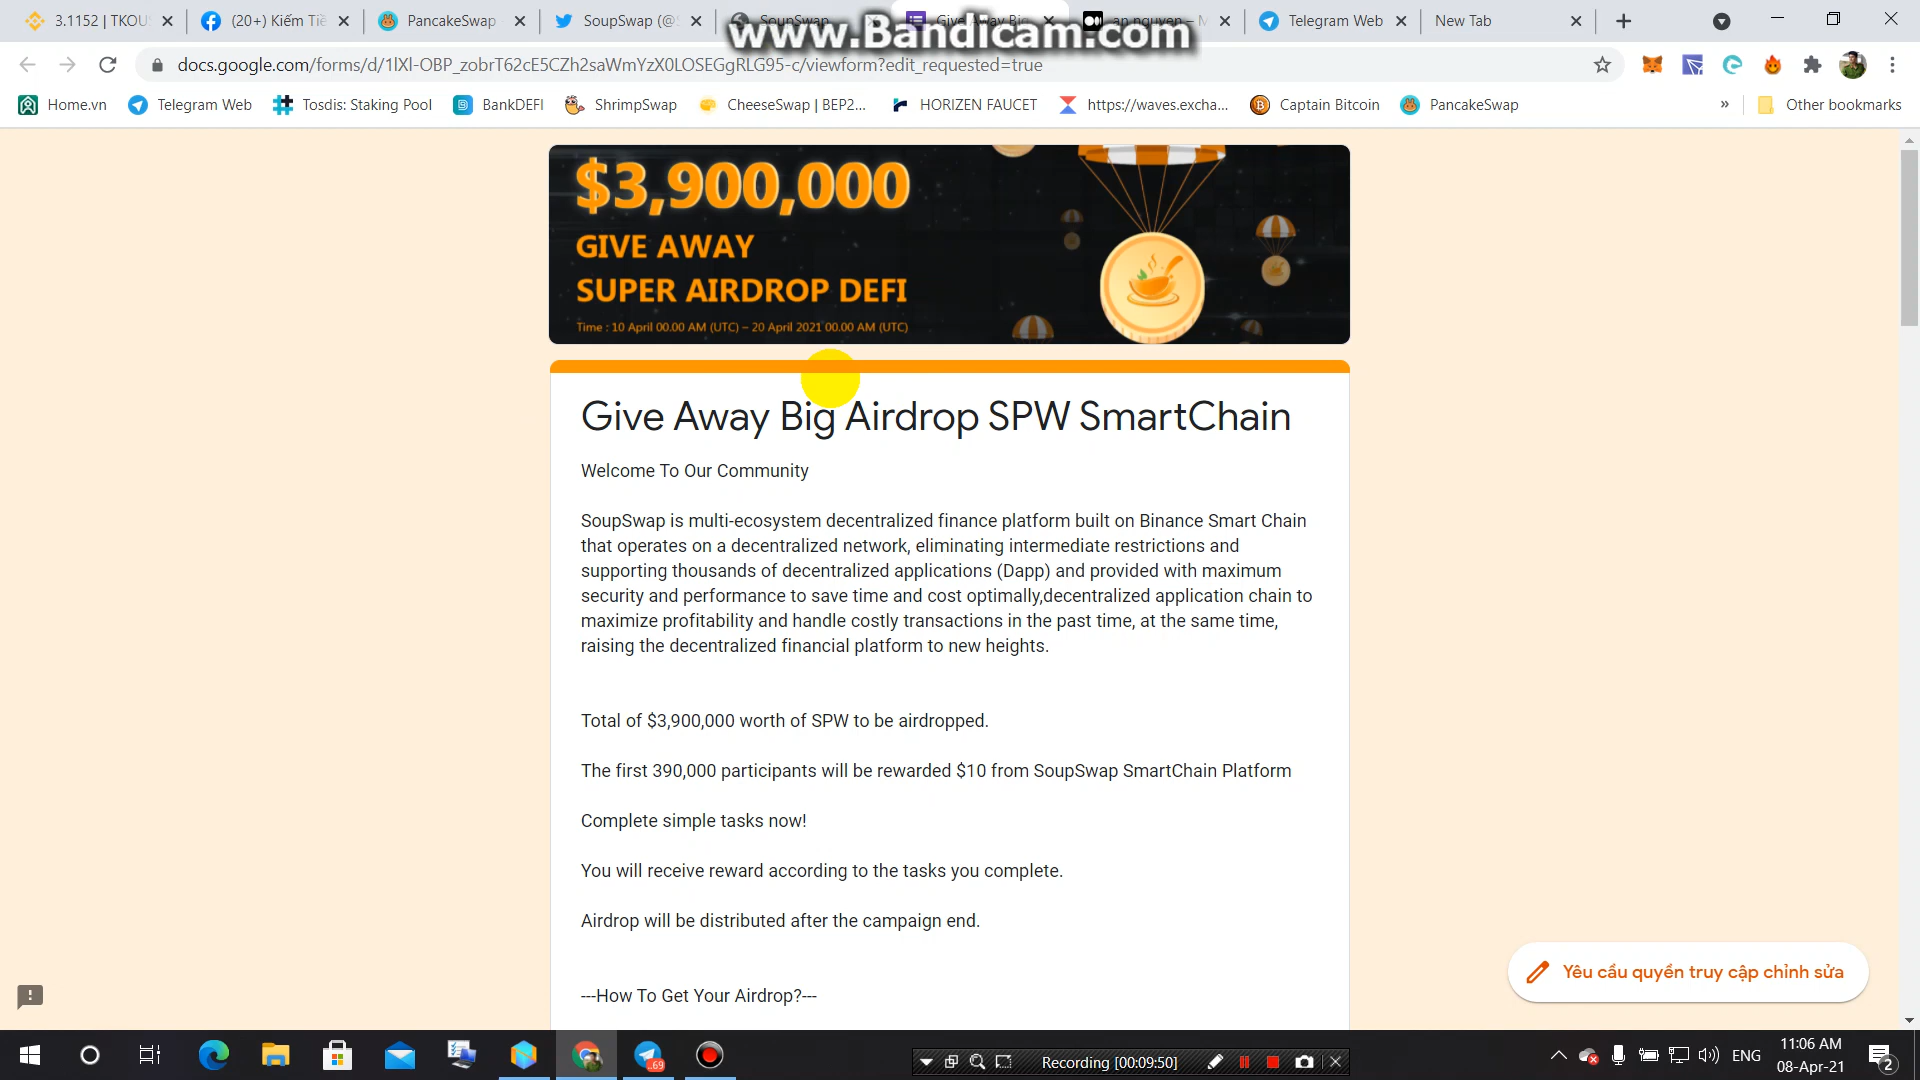 3.1152 | TKOU
(20+) Kiếm Tiề
PancakeSwap
SoupSwap (@
SoupSwap
Give Away Big
an nguyen – M
Telegram Web
New Tab
www.Bandicam.com
docs.google.com/forms/d/1lXl-OBP_zobrT62cE5CZh2saWmYzX0LOSEGgRLG95-c/viewform?edit_requested=true
Home.vn
Telegram Web
Tosdis: Staking Pool
BankDEFI
ShrimpSwap
CheeseSwap | BEP2...
HORIZEN FAUCET
https://waves.excha...
Captain Bitcoin
PancakeSwap
»
Other bookmarks
$3,900,000
GIVE AWAY
SUPER AIRDROP DEFI
Time : 10 April 00.00 AM (UTC) – 20 April 2021 00.00 AM (UTC)
Give Away Big Airdrop SPW SmartChain
Welcome To Our Community
SoupSwap is multi-ecosystem decentralized finance platform built on Binance Smart Chain
that operates on a decentralized network, eliminating intermediate restrictions and
supporting thousands of decentralized applications (Dapp) and provided with maximum
security and performance to save time and cost optimally,decentralized application chain to
maximize profitability and handle costly transactions in the past time, at the same time,
raising the decentralized financial platform to new heights.
Total of $3,900,000 worth of SPW to be airdropped.
The first 390,000 participants will be rewarded $10 from SoupSwap SmartChain Platform
Complete simple tasks now!
You will receive reward according to the tasks you complete.
Airdrop will be distributed after the campaign end.
---How To Get Your Airdrop?---
Yêu cầu quyền truy cập chỉnh sửa
69
Recording [00:09:50]
ENG
11:06 AM
08-Apr-21
2